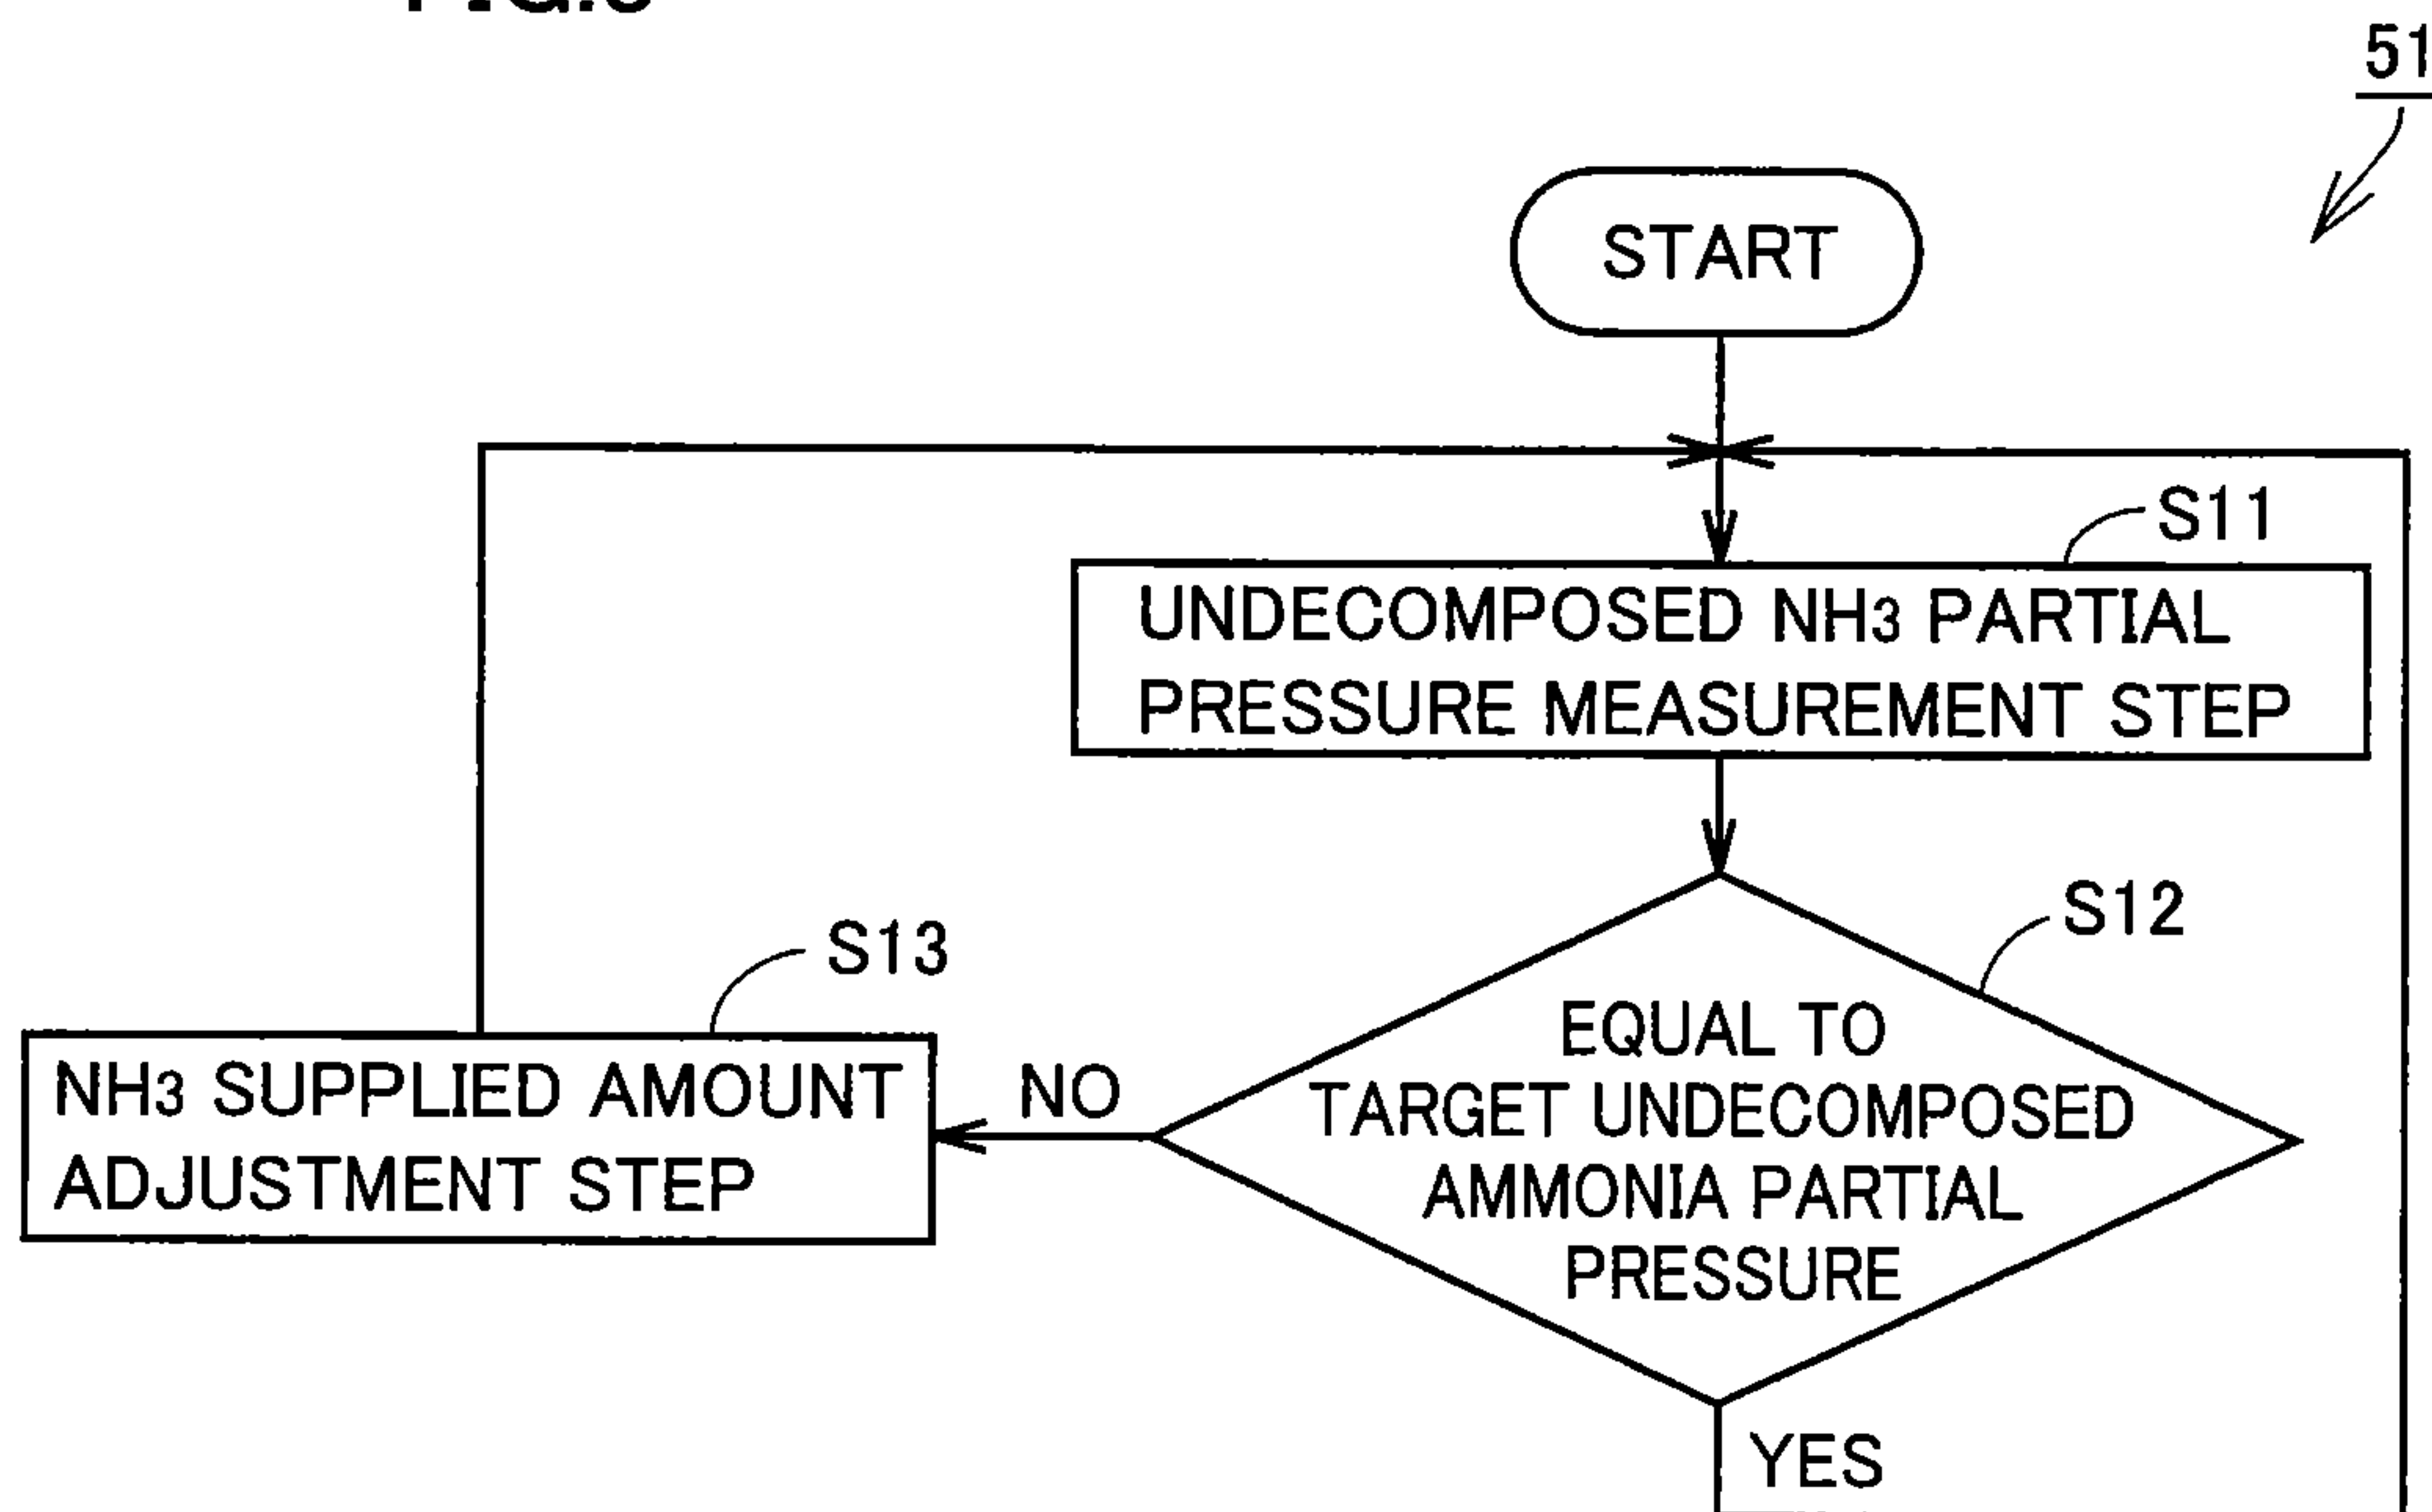 51
START
S11
UNDECOMPOSED NH3 PARTIAL
PRESSURE MEASUREMENT STEP
S12
EQUAL TO
TARGET UNDECOMPOSED
AMMONIA PARTIAL
PRESSURE
S13
NH3 SUPPLIED AMOUNT
ADJUSTMENT STEP
NO
YES